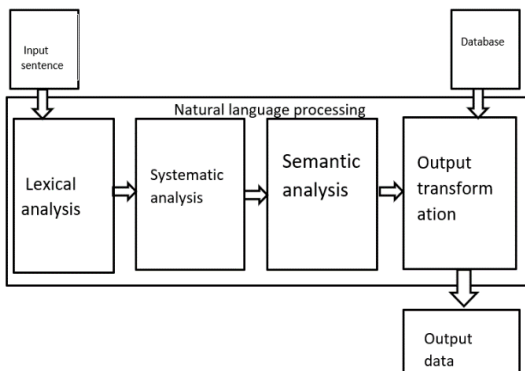 Input
sentence
Database
Natural language processing
Lexical
analysis
Systematic
analysis
Semantic
analysis
Output
transform
ation
Output
data